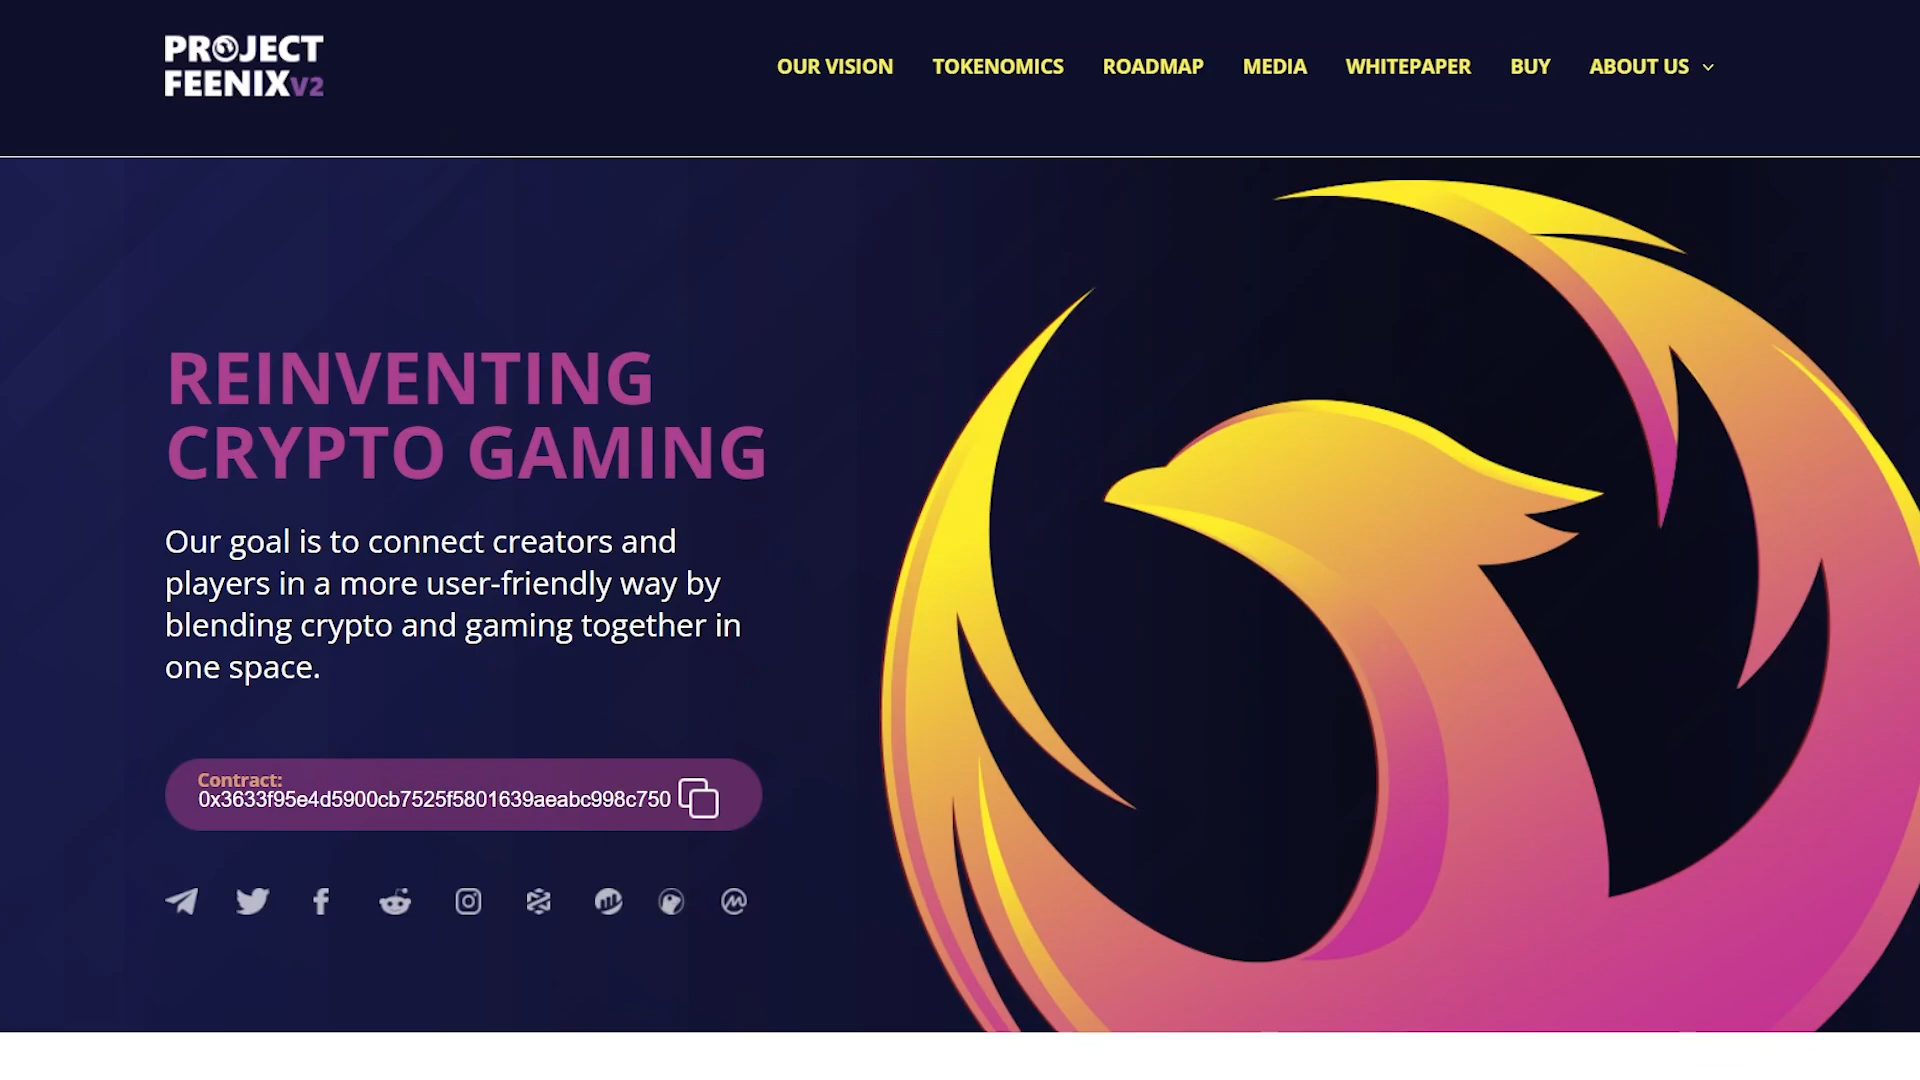 PROJECT
FEENIXV2
OUR VISION
TOKENOMICS
ROADMAP
MEDIA
WHITEPAPER
BUY
ABOUT US
REINVENTING
CRYPTO GAMING
Our goal is to connect creators and
players in a more user-friendly way by
blending crypto and gaming together in
one space.
Contract:
0x3633f95e4d5900cb7525f5801639aeabc998c750